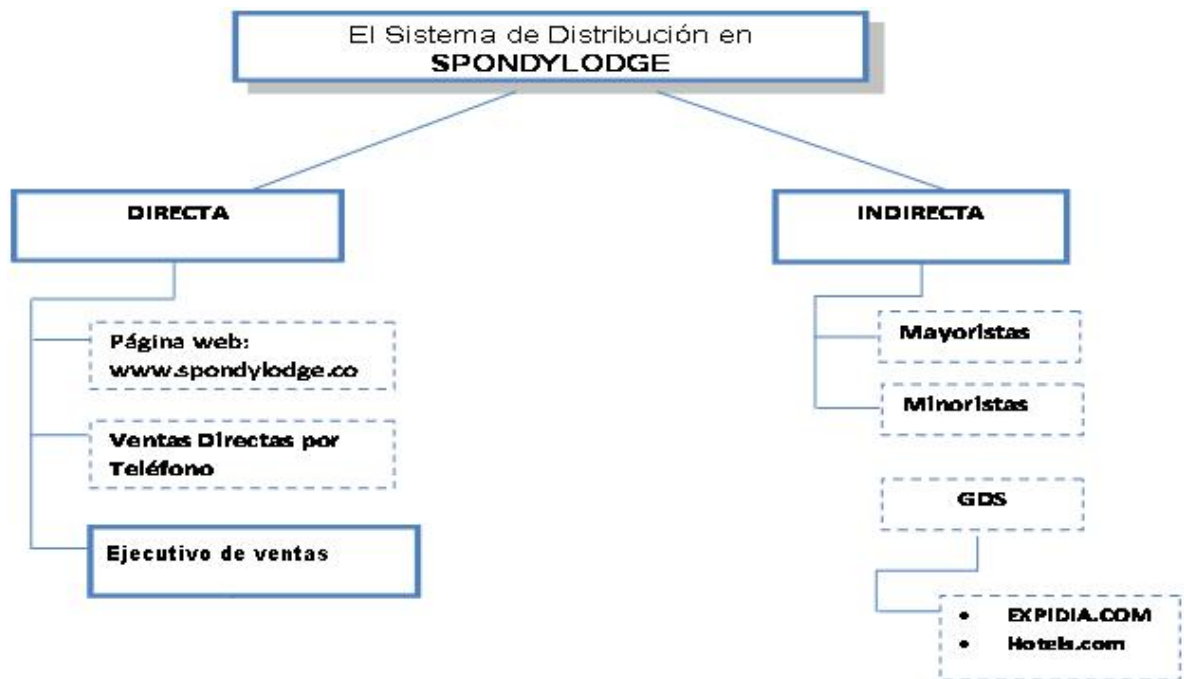 El Sistema de Distribución en
SPONDYLODGE
DIRECTA
Página web:
www.spondylodge.co
Ventas Directas por
Teléfono
Ejecutivo de ventas
INDIRECTA
Mayoristas
Minoristas
GDS
• EXPIDIA.COM
• Hotels.com